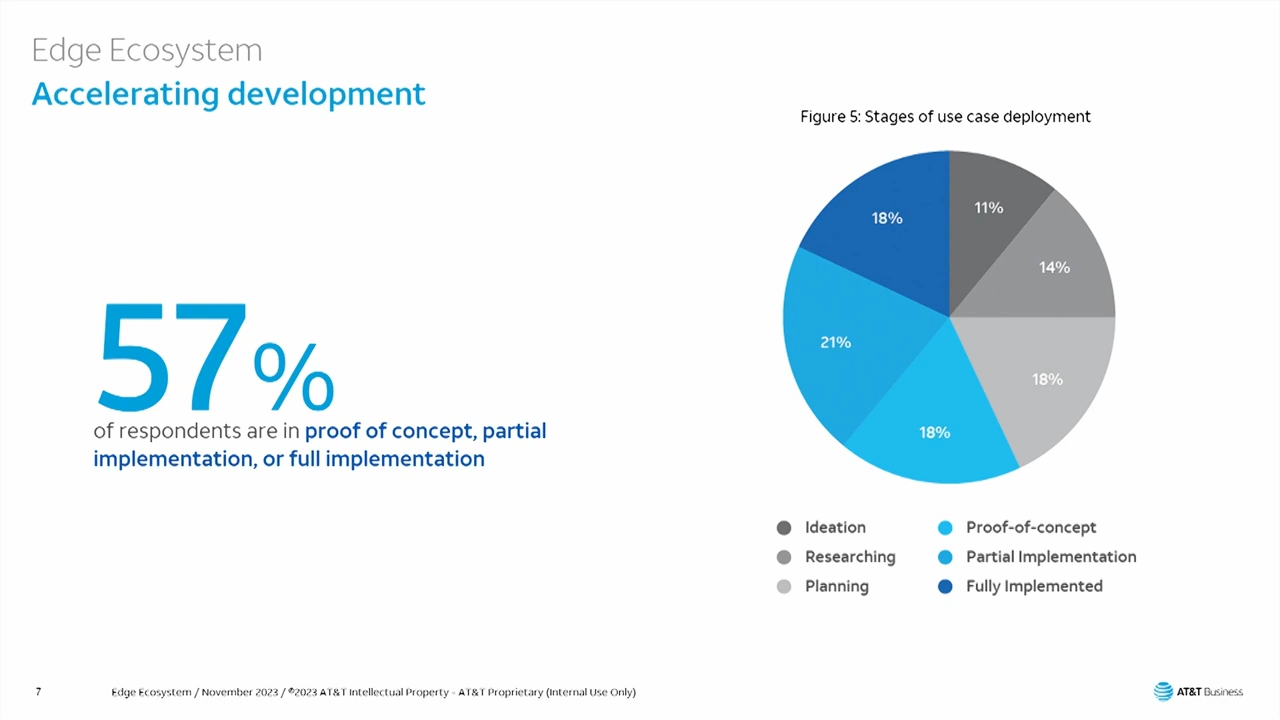 Edge Ecosystem
Accelerating development
Figure 5: Stages of use case deployment
11%
14%
18%
18%
21%
18%
57%
of respondents are in proof of concept, partial
implementation, or full implementation
Ideation
Researching
Planning
Proof-of-concept
Partial Implementation
Fully Implemented
7
Edge Ecosystem / November 2023 / ©2023 AT&T Intellectual Property - AT&T Proprietary (Internal Use Only)
AT&T Business